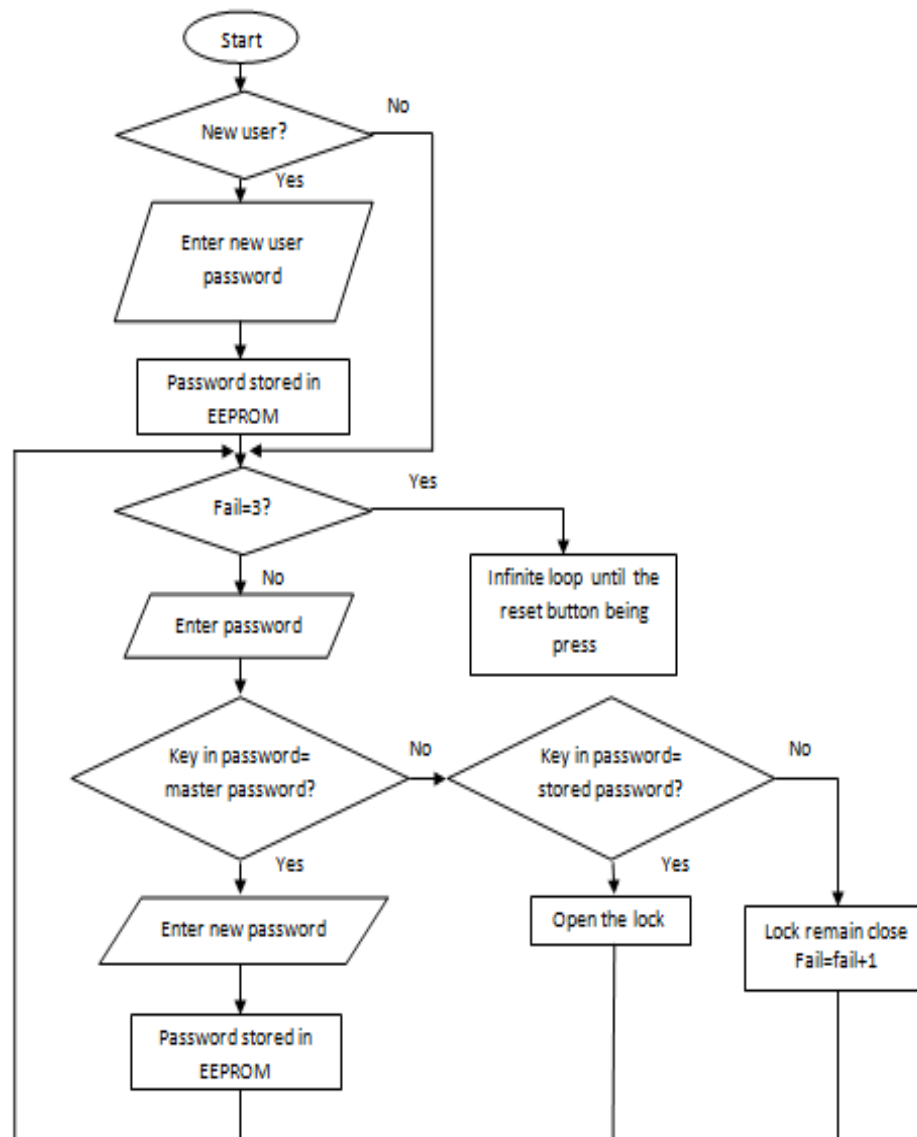 Start
No
New user?
Yes
Enter new user
password
Password stored in
EEPROM
Yes
Fail=3?
No
Infinite loop until the
reset button being
press
Enter password
Key in password=
master password?
No
Key in password=
stored password?
No
Yes
Yes
Enter new password
Open the lock
Lock remain close
Fail=fail+1
Password stored in
EEPROM